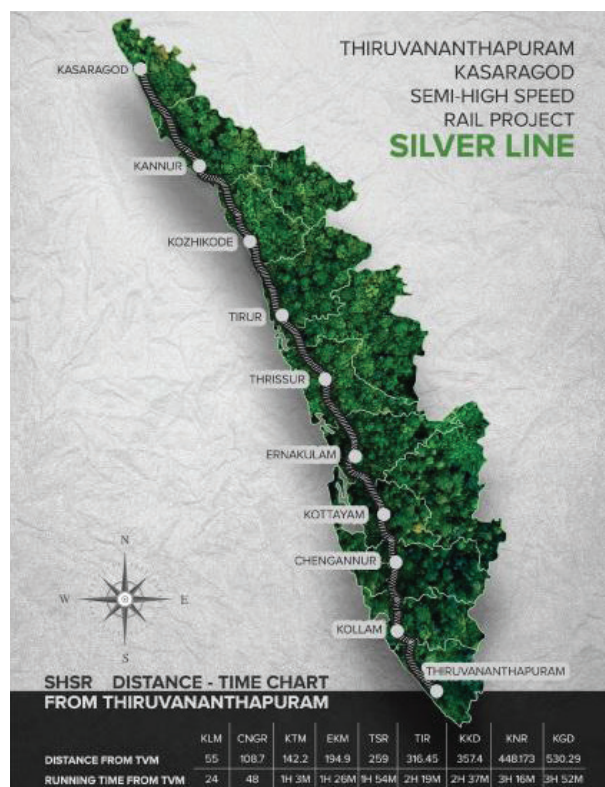 THIRUVANANTHAPURAM
KASARAGOD
SEMI-HIGH SPEED
RAIL PROJECT
SILVER LINE
KASARAGOD
KANNUR
KOZHIKODE
TIRUR
THRISSUR
ERNAKULAM
KOTTAYAM
CHENGANNUR
KOLLAM
THIRUVANANTHAPURAM
N
W E
S
SHSR DISTANCE - TIME CHART
FROM THIRUVANANTHAPURAM
KLM CNGR KTM EKM TSR TIR KKD KNR KGD
DISTANCE FROM TVM 55 108.7 142.2 194.9 259 316.45 357.4 448.173 530.29
RUNNING TIME FROM TVM 24 48 1H 3M 1H 26M 1H 54M 2H 19M 2H 37M 3H 16M 3H 52M